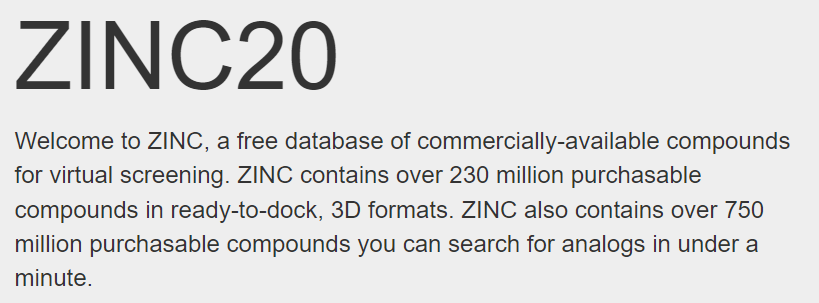 ZINC20
Welcome to ZINC, a free database of commercially-available compounds
for virtual screening. ZINC contains over 230 million purchasable
compounds in ready-to-dock, 3D formats. ZINC also contains over 750
million purchasable compounds you can search for analogs in under a
minute.